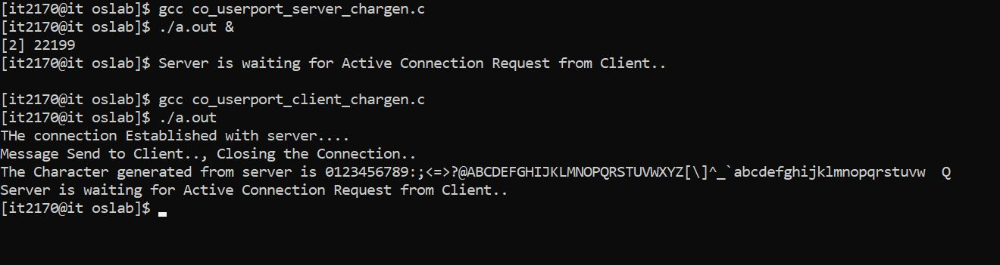 [it2170@it oslab]$ gcc co_userport_server_chargen.c
[it2170@it oslab]$ ./a.out &
[2] 22199
[it2170@it oslab]$ Server is waiting for Active Connection Request from Client..
[it2170@it oslab]$ gcc co_userport_client_chargen.c
[it2170@it oslab]$ ./a.out
THe connection Established with server....
Message Send to Client.., Closing the Connection..
The Character generated from server is 0123456789:;<=>?@ABCDEFGHIJKLMNOPQRSTUVWXYZ[\]^_`abcdefghijklmnopqrstuvw  Q
Server is waiting for Active Connection Request from Client..
[it2170@it oslab]$